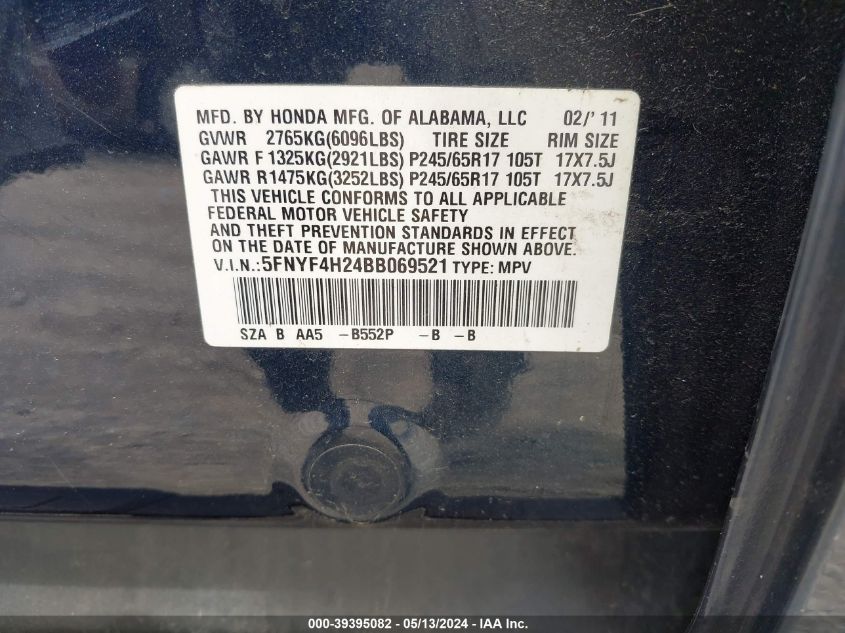 MFD. BY HONDA MFG. OF ALABAMA, LLC 02/' 11
GVWR 2765KG(6096LBS) TIRE SIZE RIM SIZE
GAWR F 1325KG(2921LBS) P245/65R17 105T 17X7.5J
GAWR R1475KG(3252LBS) P245/65R17 105T 17X7.5J
THIS VEHICLE CONFORMS TO ALL APPLICABLE
FEDERAL MOTOR VEHICLE SAFETY
AND THEFT PREVENTION STANDARDS IN EFFECT
ON THE DATE OF MANUFACTURE SHOWN ABOVE.
V.I.N.:5FNYF4H24BB069521 TYPE: MPV
SZA B AA5 -B552P -B -B
000-39395082 — 05/13/2024 — IAA Inc.